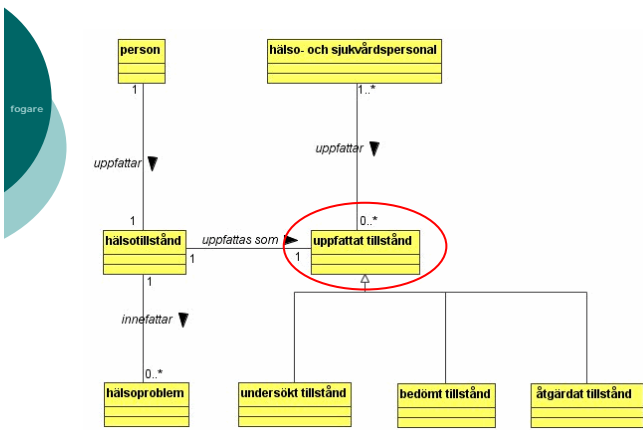 person
hälso- och sjukvårdspersonal
1
1..*
fogare
uppfattar
uppfattar
1
0..*
hälsotillstånd
uppfattas som
uppfattat tillstånd
1
1
1
innefattar
0..*
hälsoproblem
undersökt tillstånd
bedömt tillstånd
åtgärdat tillstånd